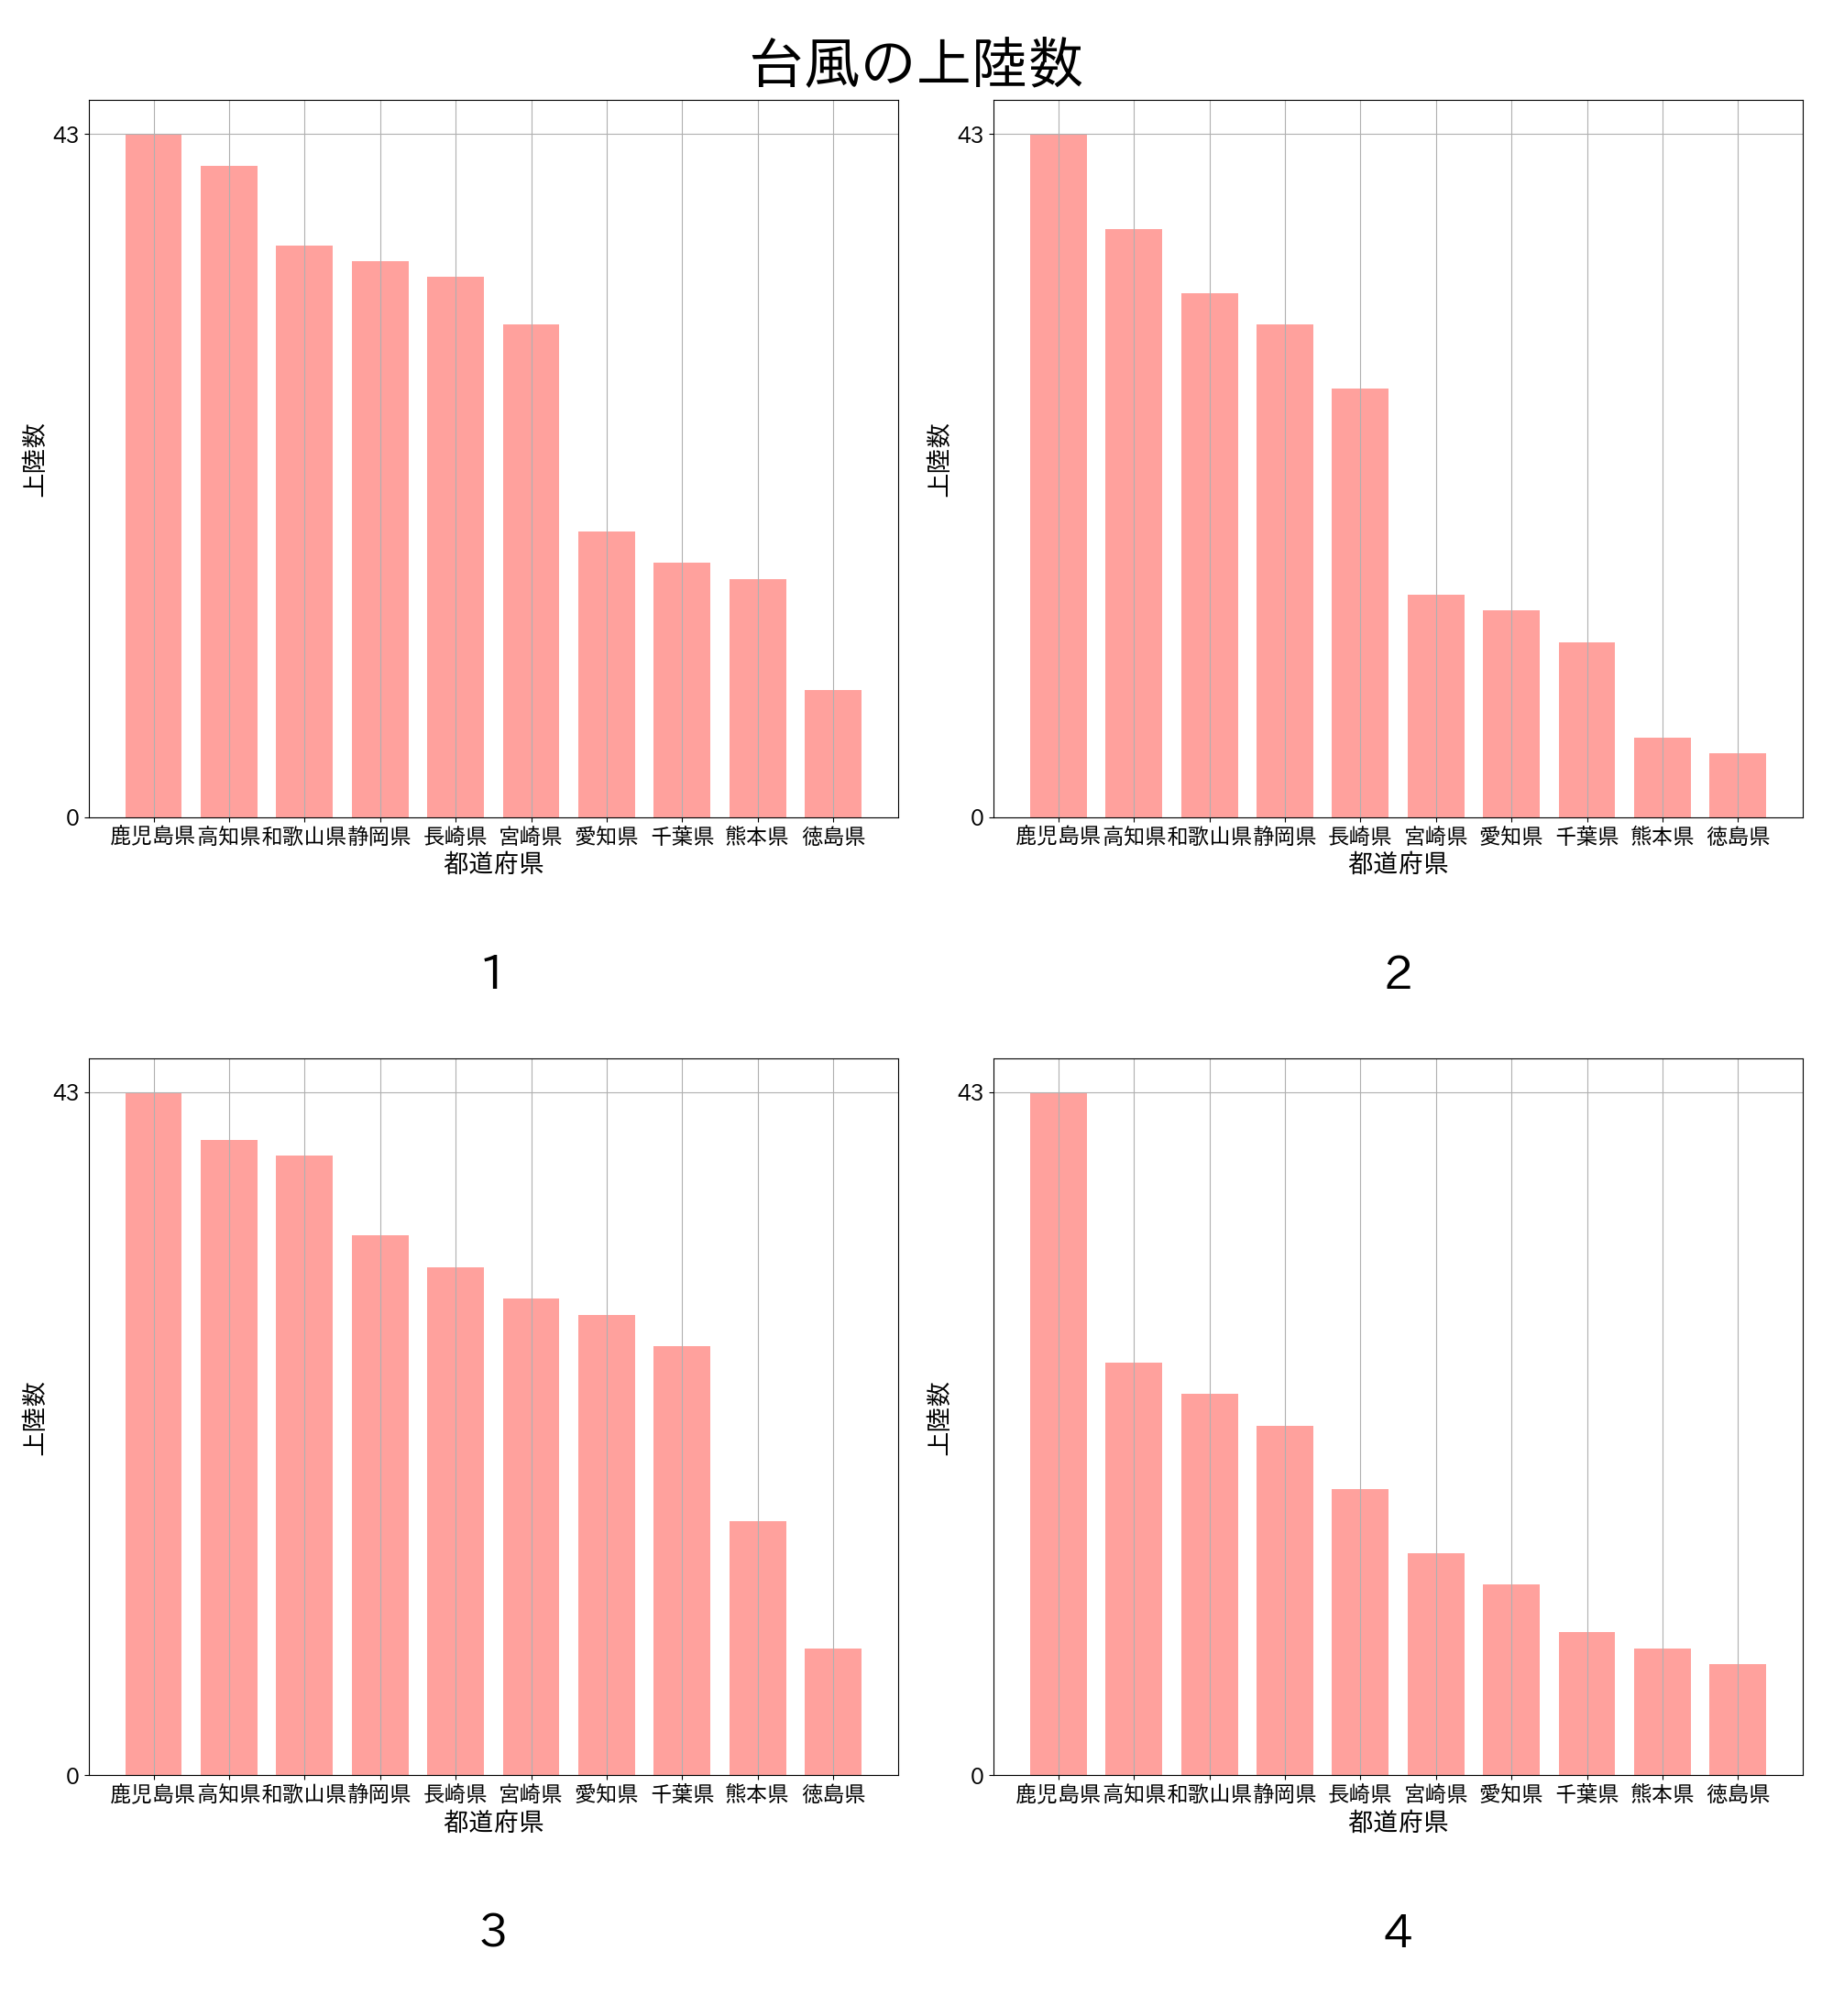 台風の上陸数
43
0
上陸数
鹿児島県 高知県 和歌山県 静岡県 長崎県 宮崎県 愛知県 千葉県 熊本県 徳島県
都道府県
1
43
0
上陸数
鹿児島県 高知県 和歌山県 静岡県 長崎県 宮崎県 愛知県 千葉県 熊本県 徳島県
都道府県
2
43
0
上陸数
鹿児島県 高知県 和歌山県 静岡県 長崎県 宮崎県 愛知県 千葉県 熊本県 徳島県
都道府県
3
43
0
上陸数
鹿児島県 高知県 和歌山県 静岡県 長崎県 宮崎県 愛知県 千葉県 熊本県 徳島県
都道府県
4